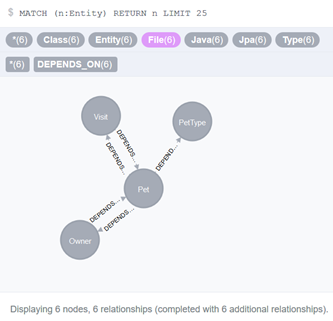 $ MATCH (n:Entity) RETURN n LIMIT 25
*(6) Class(6) Entity(6) File(6) Java(6) Jpa(6) Type(6)
*(6) DEPENDS_ON(6)
Visit
PetType
DEPENDS...
DEPENDS...
DEPEND...
Pet
DEPENDS...
DEPENDS...
Owner
Displaying 6 nodes, 6 relationships (completed with 6 additional relationships).